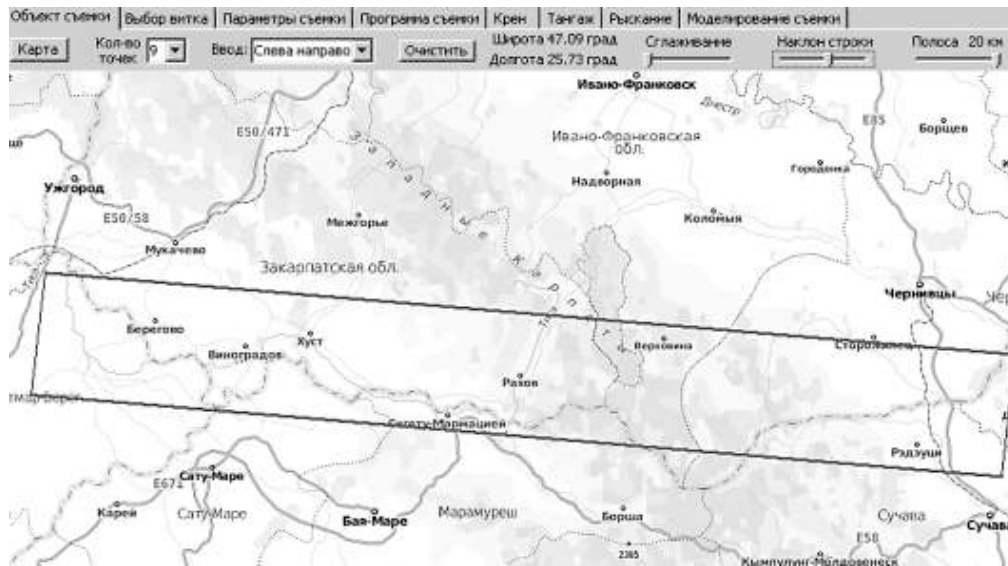 Объект съемки Выбор витка Параметры съемки Программа съемки Крен Тангаж Рыскание Моделирование съемки
Карта Кол-во точек 9 Ввод: Слева направо Очистить Широта 47.09 град Сглаживание Наклон строки Полоса 20 км
Долгота 25.73 град
Ивано-Франковск
Днестр
E85
Борщев
E50/471
Ивано-Франковская
обл.
Западные Карп
Городенка
Ужгород
Надворная
E50/58
Межгорье
Коломыя
Мукачево
Закарпатская обл.
Черновцы
Берегово
Хуст
Виноградов
Верховина
Сторожинец
Рахов
Сигету-Мармацией
Рэдэуци
Сату-Маре
E671
Карей
Сату-Маре
Бая-Маре
Марамуреш
Борша
Сучава
Сучава
2305
E58
Кымпулунг-Молдовенеск